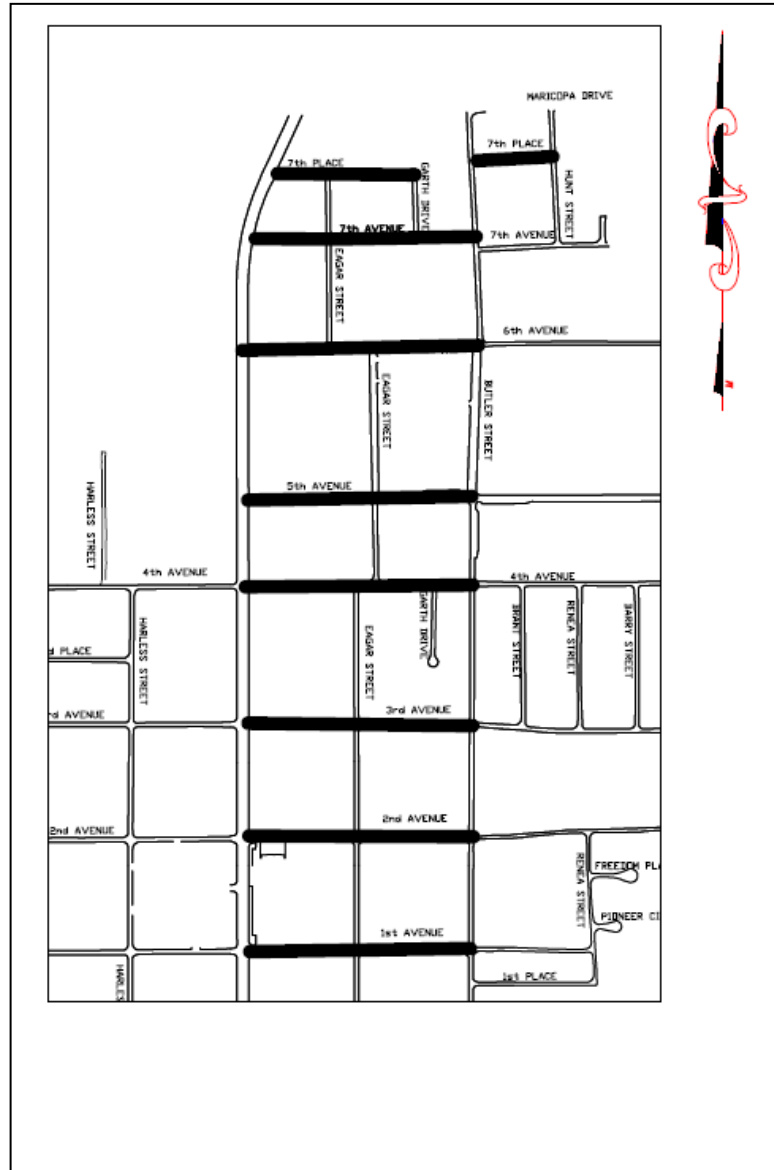 MARICOPA DRIVE
7th PLACE
7th PLACE
GARTH DRIVE
HUNT STREET
7th AVENUE
7th AVENUE
EAGAR STREET
6th AVENUE
EAGAR STREET
BUTLER STREET
5th AVENUE
HARLESS STREET
4th AVENUE
4th AVENUE
HARLESS STREET
EAGAR STREET
GARTH DRIVE
BRANT STREET
RENEA STREET
BARRY STREET
d PLACE
rd AVENUE
3rd AVENUE
2nd AVENUE
2nd AVENUE
RENEA STREET
FREEDOM PLA
PIONEER CI
1st AVENUE
HARLES
1st PLACE